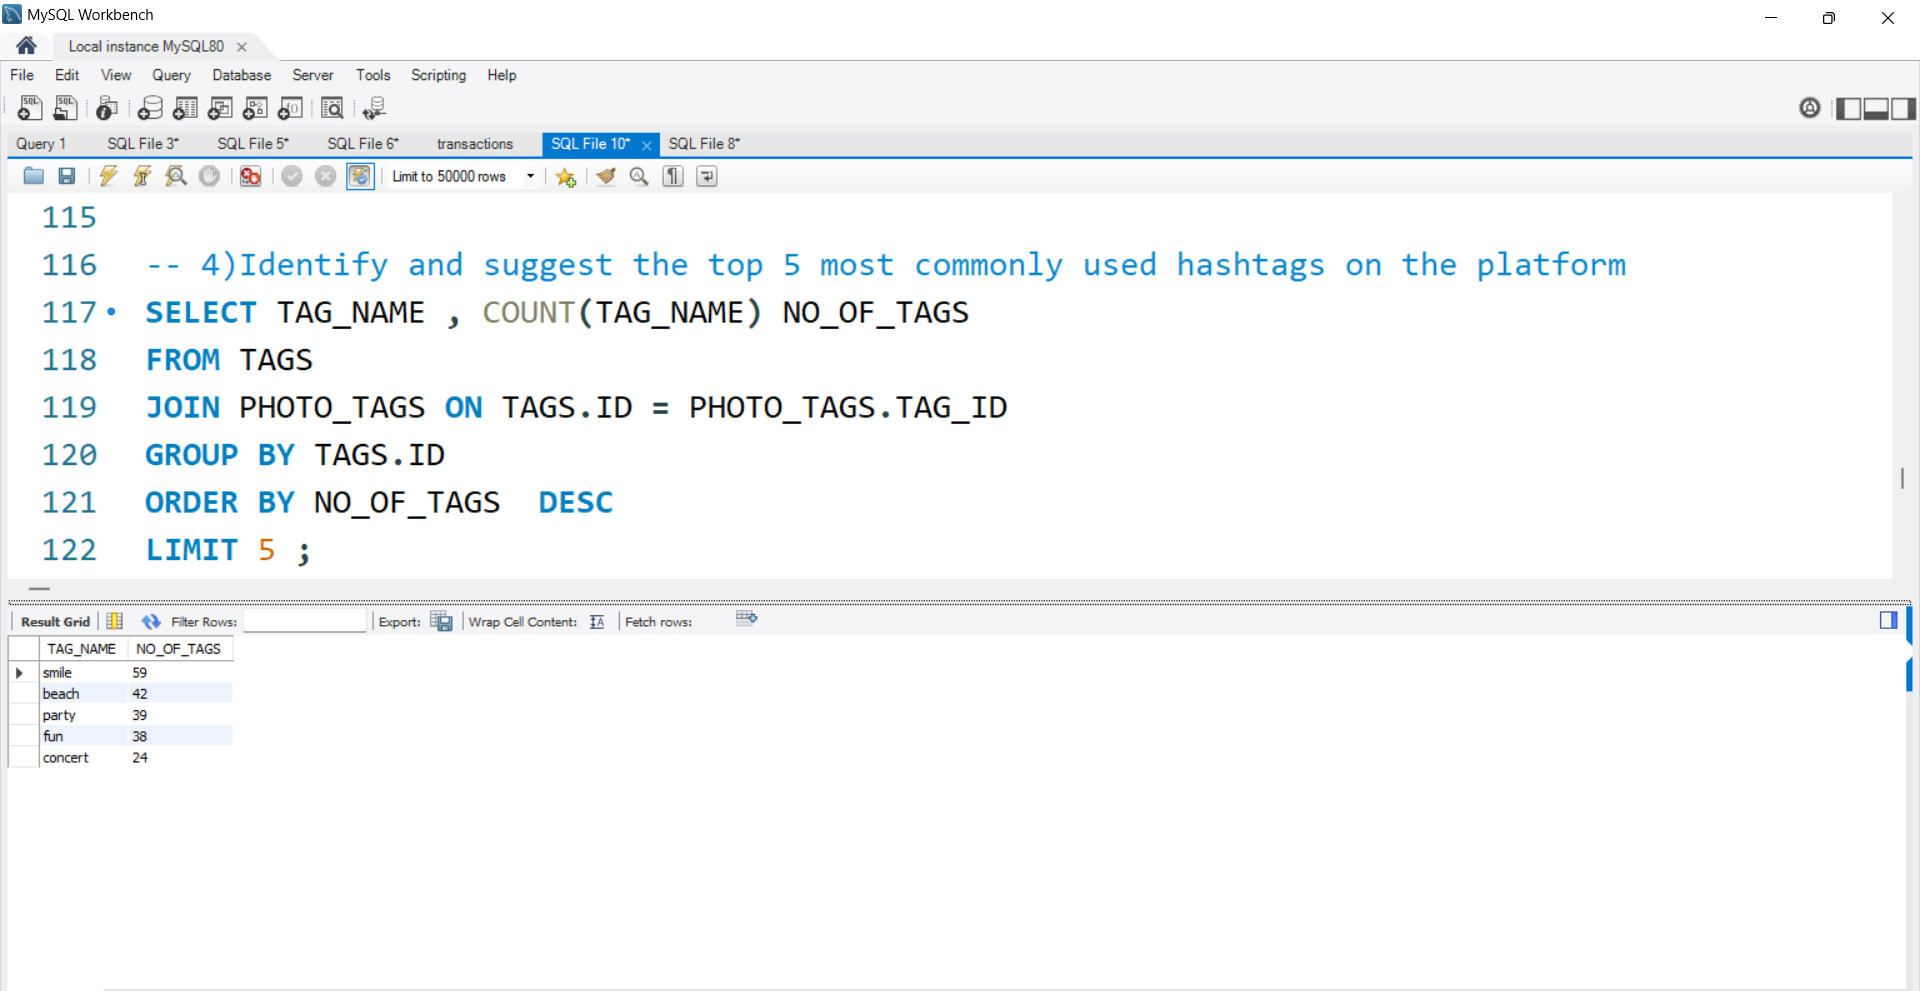 MySQL Workbench
Local instance MySQL80
File Edit View Query Database Server Tools Scripting Help
Query 1 SQL File 3* SQL File 5* SQL File 6* transactions SQL File 10* SQL File 8*
Limit to 50000 rows
115
116 -- 4)Identify and suggest the top 5 most commonly used hashtags on the platform
117 SELECT TAG_NAME , COUNT(TAG_NAME) NO_OF_TAGS
118 FROM TAGS
119 JOIN PHOTO_TAGS ON TAGS.ID = PHOTO_TAGS.TAG_ID
120 GROUP BY TAGS.ID
121 ORDER BY NO_OF_TAGS DESC
122 LIMIT 5 ;
Result Grid Filter Rows: Export: Wrap Cell Content: Fetch rows:
TAG_NAME NO_OF_TAGS
smile 59
beach 42
party 39
fun 38
concert 24